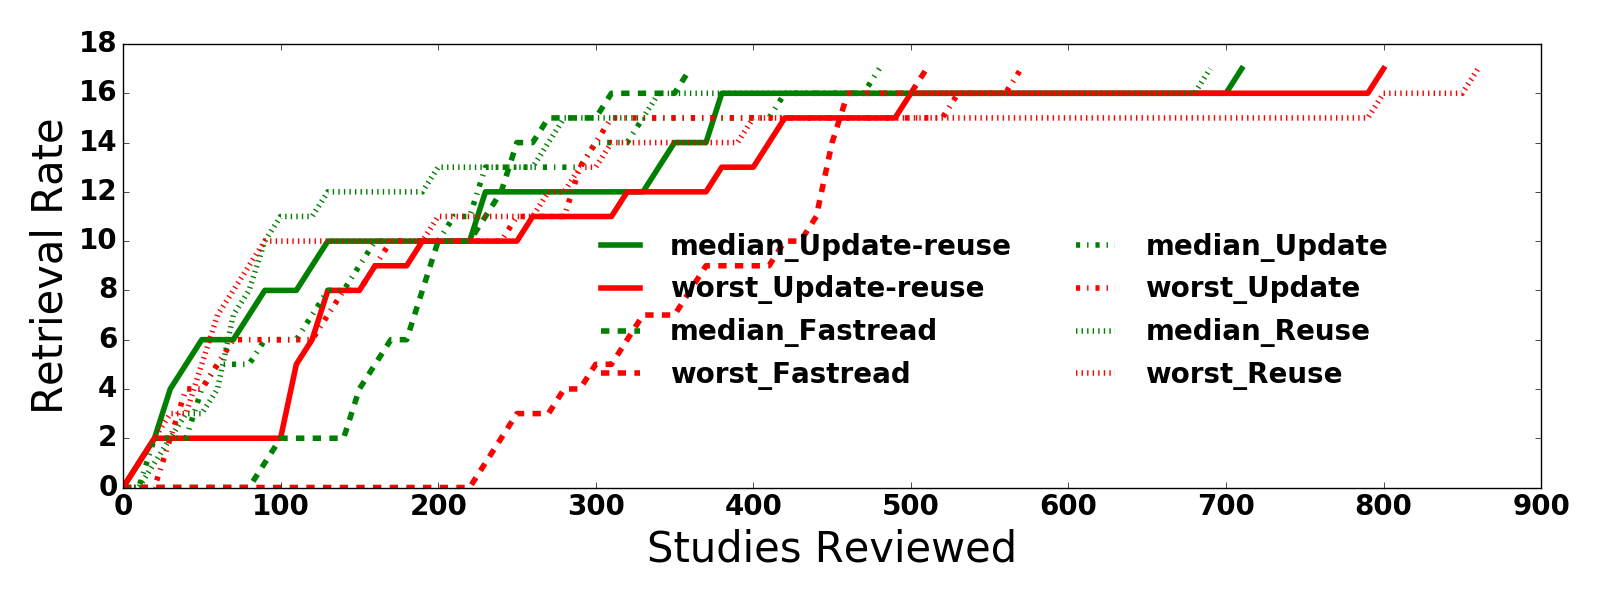 18
16
14
12
10
8
6
4
2
0
Retrieval Rate
median_Update-reuse
worst_Update-reuse
median_Fastread
worst_Fastread
median_Update
worst_Update
median_Reuse
worst_Reuse
0 100 200 300 400 500 600 700 800 900
Studies Reviewed